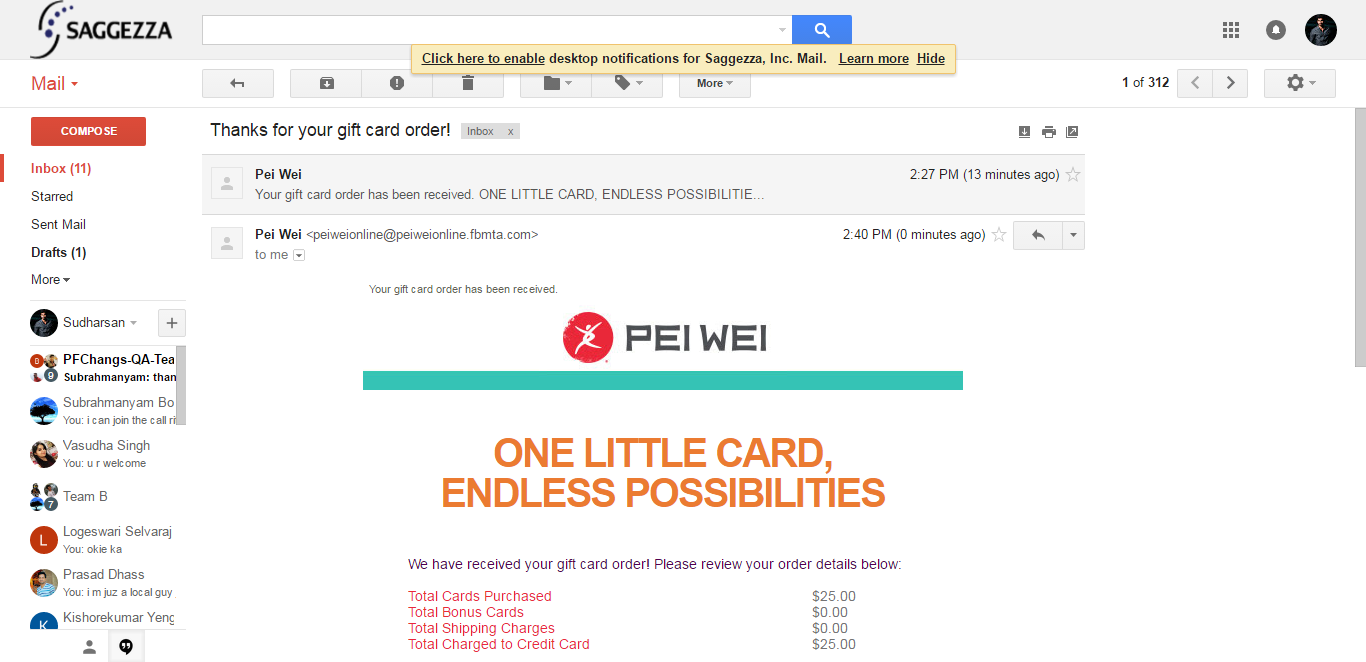 SAGGEZZA
Click here to enable desktop notifications for Saggezza, Inc. Mail. Learn more Hide
Mail
More
1 of 312
COMPOSE
Thanks for your gift card order!
Inbox x
Inbox (11)
Starred
Sent Mail
Drafts (1)
More
Pei Wei
2:27 PM (13 minutes ago)
Your gift card order has been received. ONE LITTLE CARD, ENDLESS POSSIBILITIE...
Pei Wei <peiweionline@peiweionline.fbmta.com>
2:40 PM (0 minutes ago)
to me
Sudharsan
PFChangs-QA-Tea
9
Subrahmanyam: than
Subrahmanyam Bo
You: i can join the call ri
Vasudha Singh
You: u r welcome
Team B
7
L
Logeswari Selvaraj
You: okie ka
Prasad Dhass
You: i m juz a local guy
K
Kishorekumar Yeng
Your gift card order has been received.
PEI WEI
ONE LITTLE CARD,
ENDLESS POSSIBILITIES
We have received your gift card order! Please review your order details below:
Total Cards Purchased $25.00
Total Bonus Cards $0.00
Total Shipping Charges $0.00
Total Charged to Credit Card $25.00